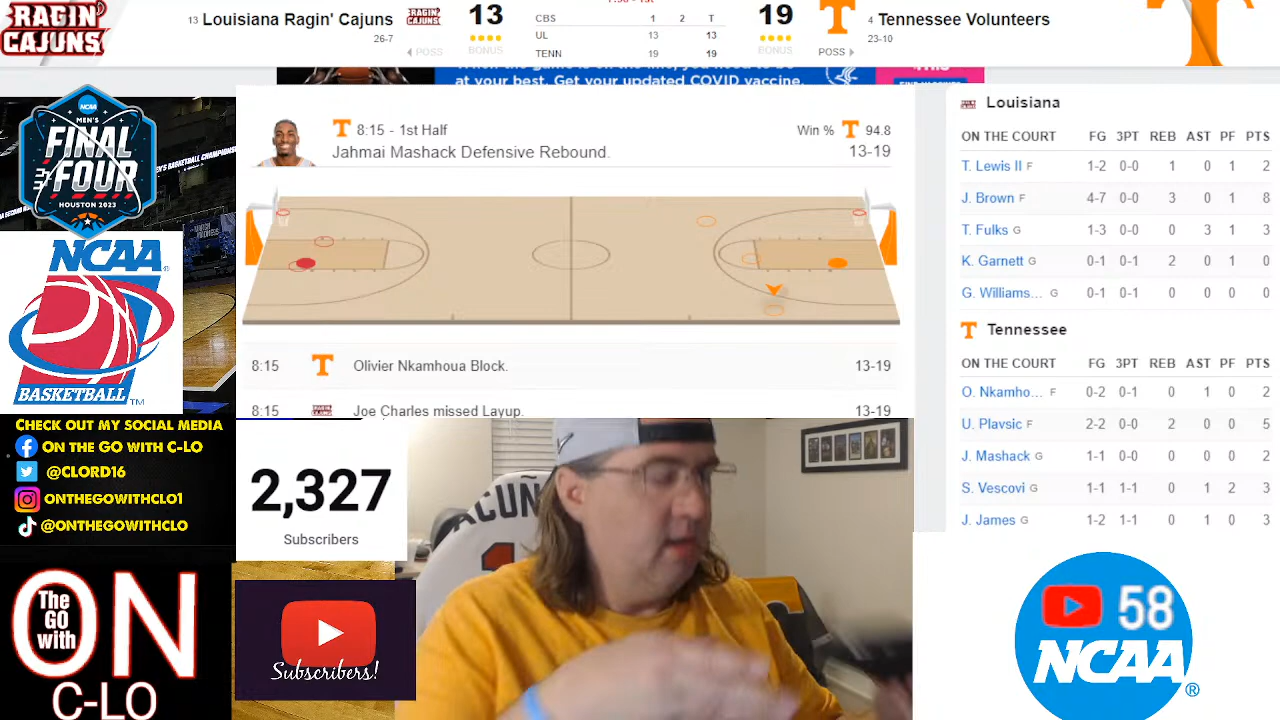 RAGIN'
CAJUNS
13 Louisiana Ragin' Cajuns
26-7
RAGIN'
CAJUNS
POSS
13
BONUS
CBS 1 2 T
UL 13 13
TENN 19 19
19
BONUS
4 Tennessee Volunteers
23-10
POSS
T
at your best. Get your updated COVID vaccine.
NCAA
MEN'S
FINAL
FOUR
HOUSTON 2023
T 8:15 - 1st Half
Jahmai Mashack Defensive Rebound.
Win % T 94.8
13-19
8:15 T Olivier Nkamhoua Block. 13-19
8:15 Joe Charles missed Layup. 13-19
Louisiana
ON THE COURT FG 3PT REB AST PF PTS
T. Lewis II F 1-2 0-0 1 0 1 2
J. Brown F 4-7 0-0 3 0 1 8
T. Fulks G 1-3 0-0 0 3 1 3
K. Garnett G 0-1 0-1 2 0 1 0
G. Williams... G 0-1 0-1 0 0 0 0
T Tennessee
ON THE COURT FG 3PT REB AST PF PTS
O. Nkamho... F 0-2 0-1 0 1 0 2
U. Plavsic F 2-2 0-0 2 0 0 5
J. Mashack G 1-1 0-0 0 0 0 2
S. Vescovi G 1-1 1-1 0 1 2 3
J. James G 1-2 1-1 0 1 0 3
NCAA
BASKETBALL TM
CHECK OUT MY SOCIAL MEDIA
ON THE GO WITH C-LO
@CLORD16
ONTHEGOWITHCLO1
@ONTHEGOWITHCLO
2,327
Subscribers
ACUÑ
Subscribers!
The
GO
with
ON
C-LO
58
NCAA®